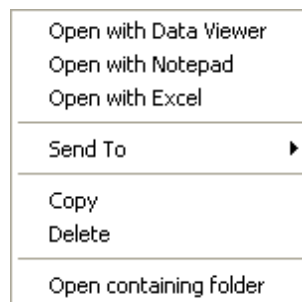 Open with Data Viewer
Open with Notepad
Open with Excel
Send To
Copy
Delete
Open containing folder